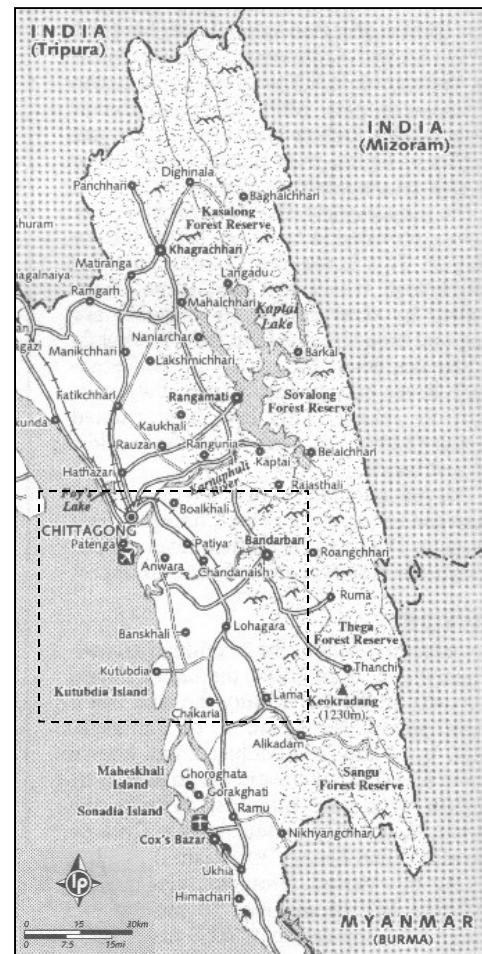 INDIA
(Tripura)
INDIA
(Mizoram)
Dighinala
Panchhari
Baghaichhari
Kasalong
Forest Reserve
Khagrachhari
Matiranga
Langadu
Ramgarh
Mahalchhari
Kaptai
Lake
Naniarchar
Manikchhari
Lakshmichhari
Barkal
Rangamati
Sovalong
Forest Reserve
Fatikchhari
Kaukhali
Rauzan
Rangunia
Kaptai
Belaichhari
Hathazari
Karnaphuli
River
Rajasthali
Lake
Boalkhali
CHITTAGONG
Patenga
Patiya
Bandarban
Roangchhari
Anwara
Chandanaish
Ruma
Banskhali
Lohagara
Thega
Forest Reserve
Kutubdia
Thanchi
Kutubdia Island
Lama
Keokradang
(1230m)
Chakaria
Alikadam
Maheskhali
Island
Ghoroghata
Gorakghati
Sangu
Forest Reserve
Sonadia Island
Ramu
Cox's Bazar
Nikhyangchhari
Ukhia
Himachari
lp
0 15 30km
0 7.5 15mi
MYANMAR
(BURMA)